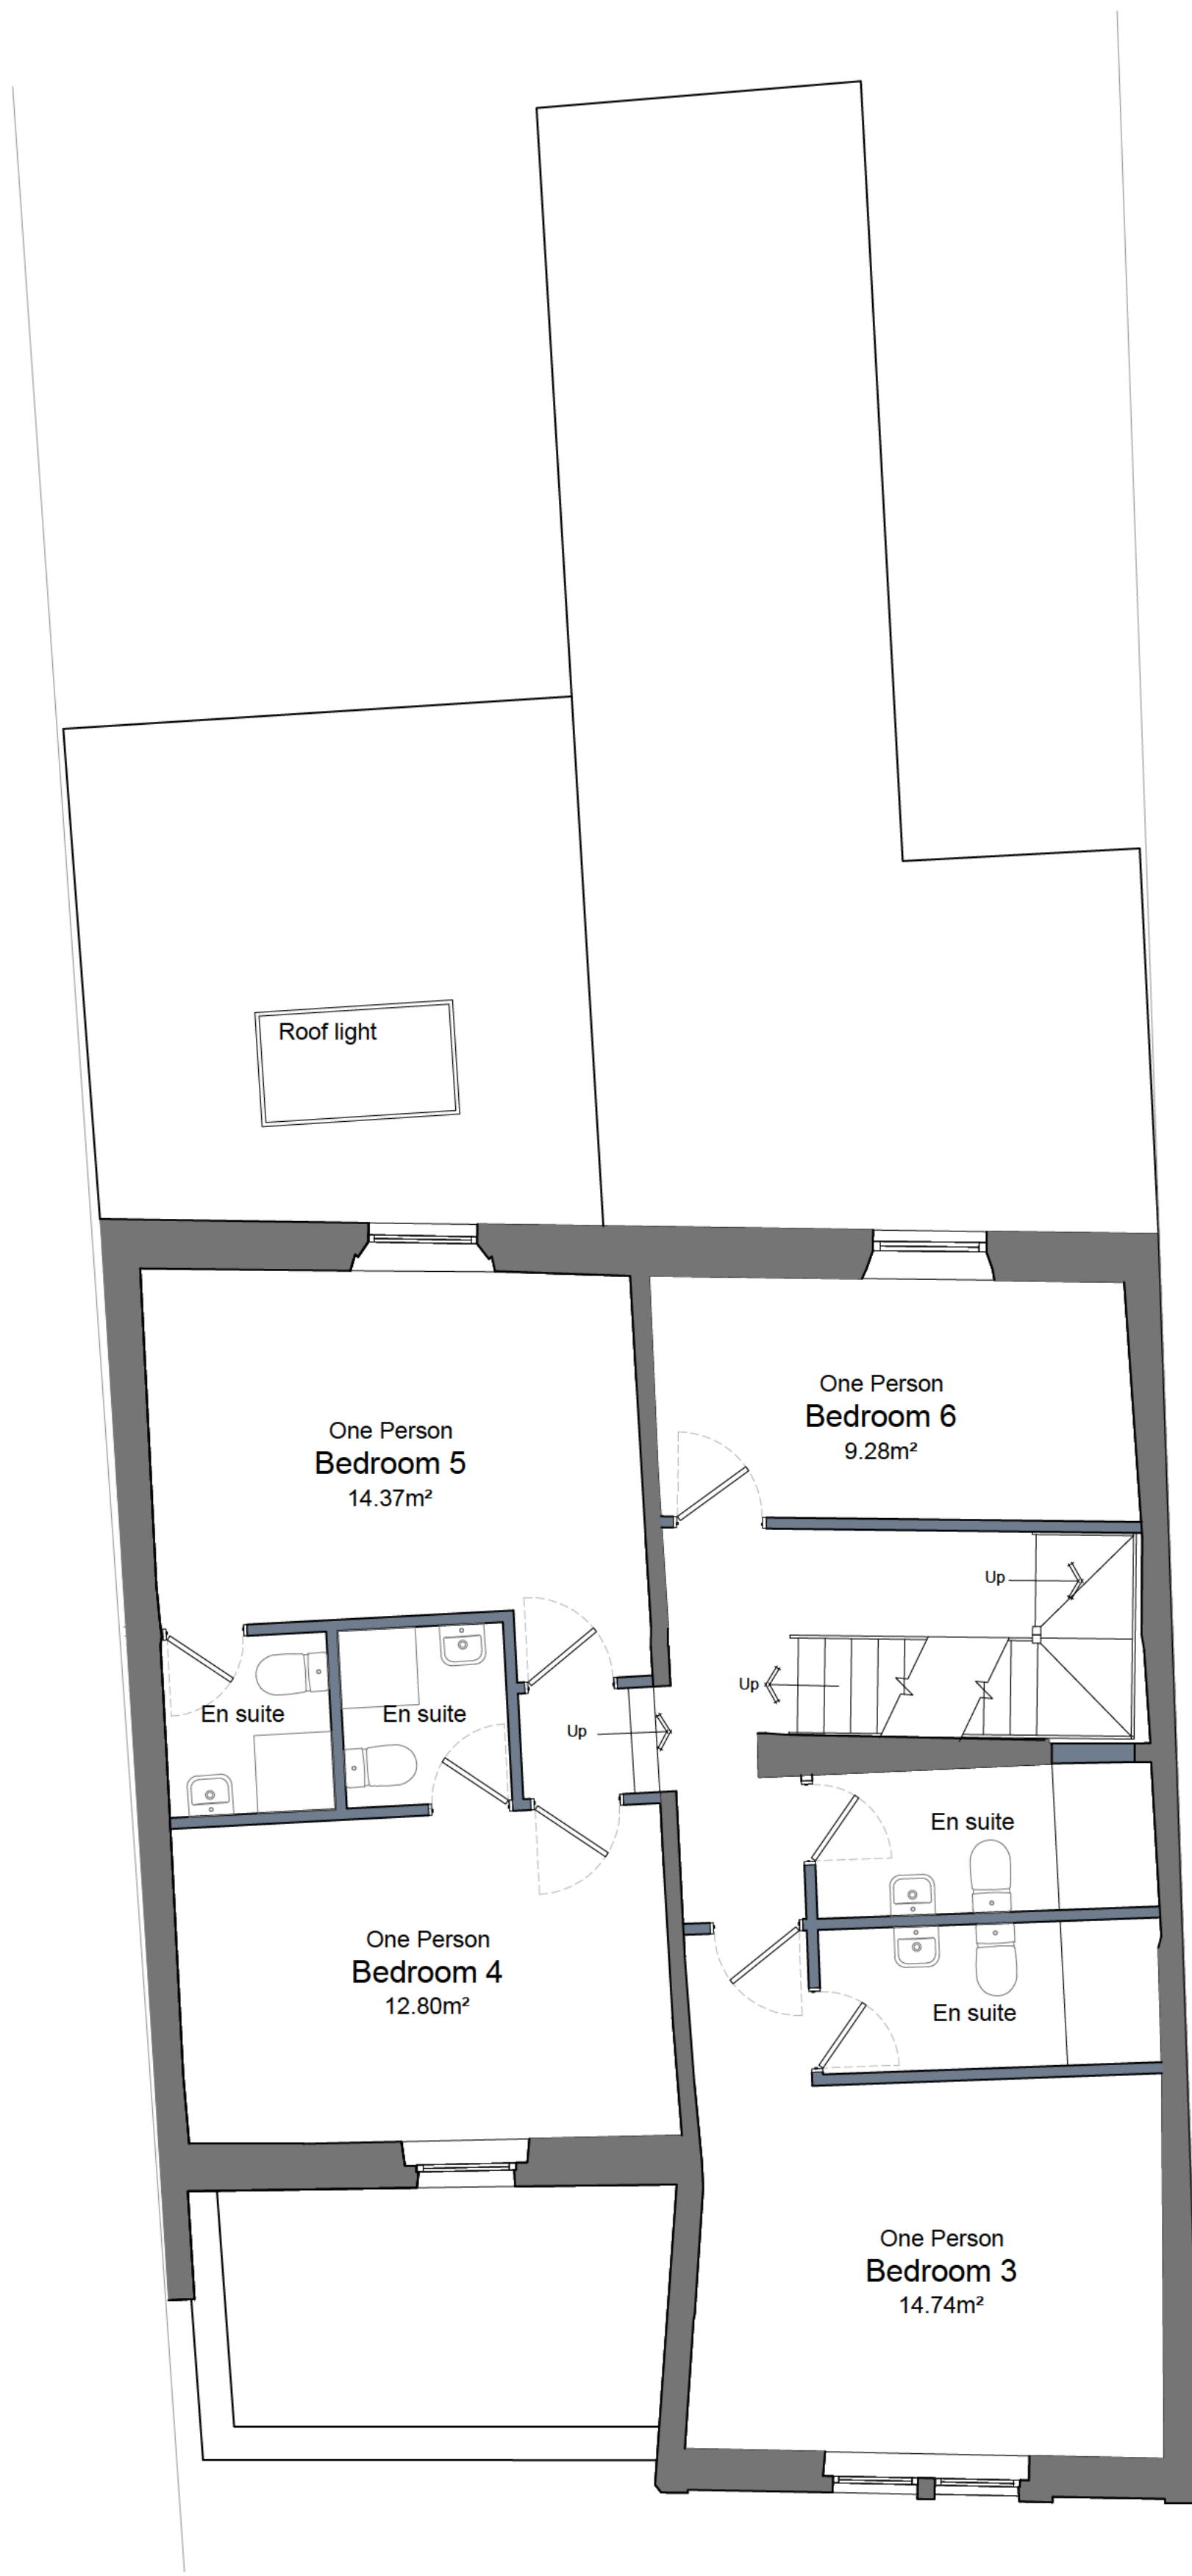 Roof light
One Person
Bedroom 6
9.28m²
One Person
Bedroom 5
14.37m²
Up
Up
Up
En suite
En suite
En suite
One Person
Bedroom 4
12.80m²
En suite
One Person
Bedroom 3
14.74m²